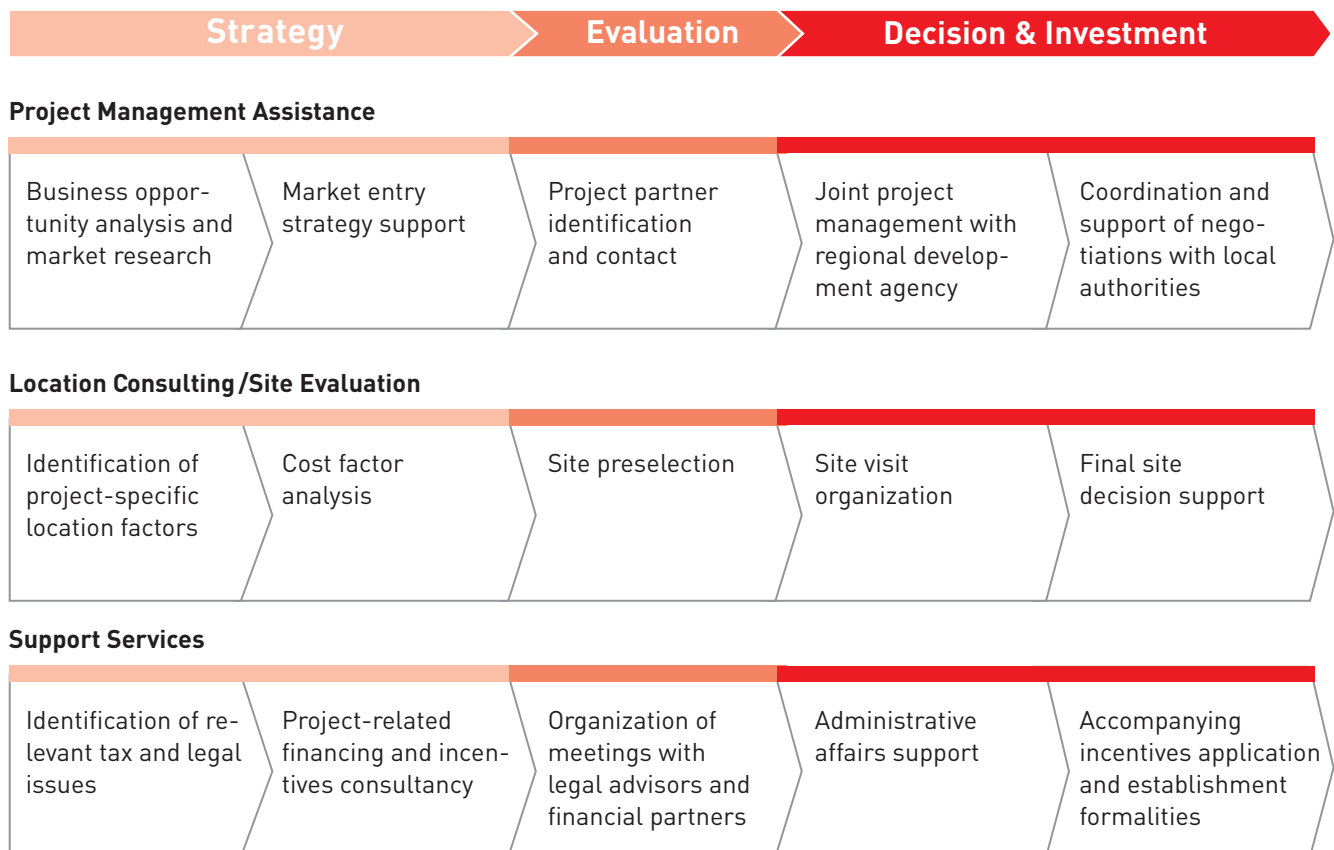 Strategy
Evaluation
Decision & Investment
Project Management Assistance
Business oppor-
tunity analysis and
market research
Market entry
strategy support
Project partner
identification
and contact
Joint project
management with
regional develop-
ment agency
Coordination and
support of nego-
tiations with local
authorities
Location Consulting/Site Evaluation
Identification of
project-specific
location factors
Cost factor
analysis
Site preselection
Site visit
organization
Final site
decision support
Support Services
Identification of re-
levant tax and legal
issues
Project-related
financing and incen-
tives consultancy
Organization of
meetings with
legal advisors and
financial partners
Administrative
affairs support
Accompanying
incentives application
and establishment
formalities